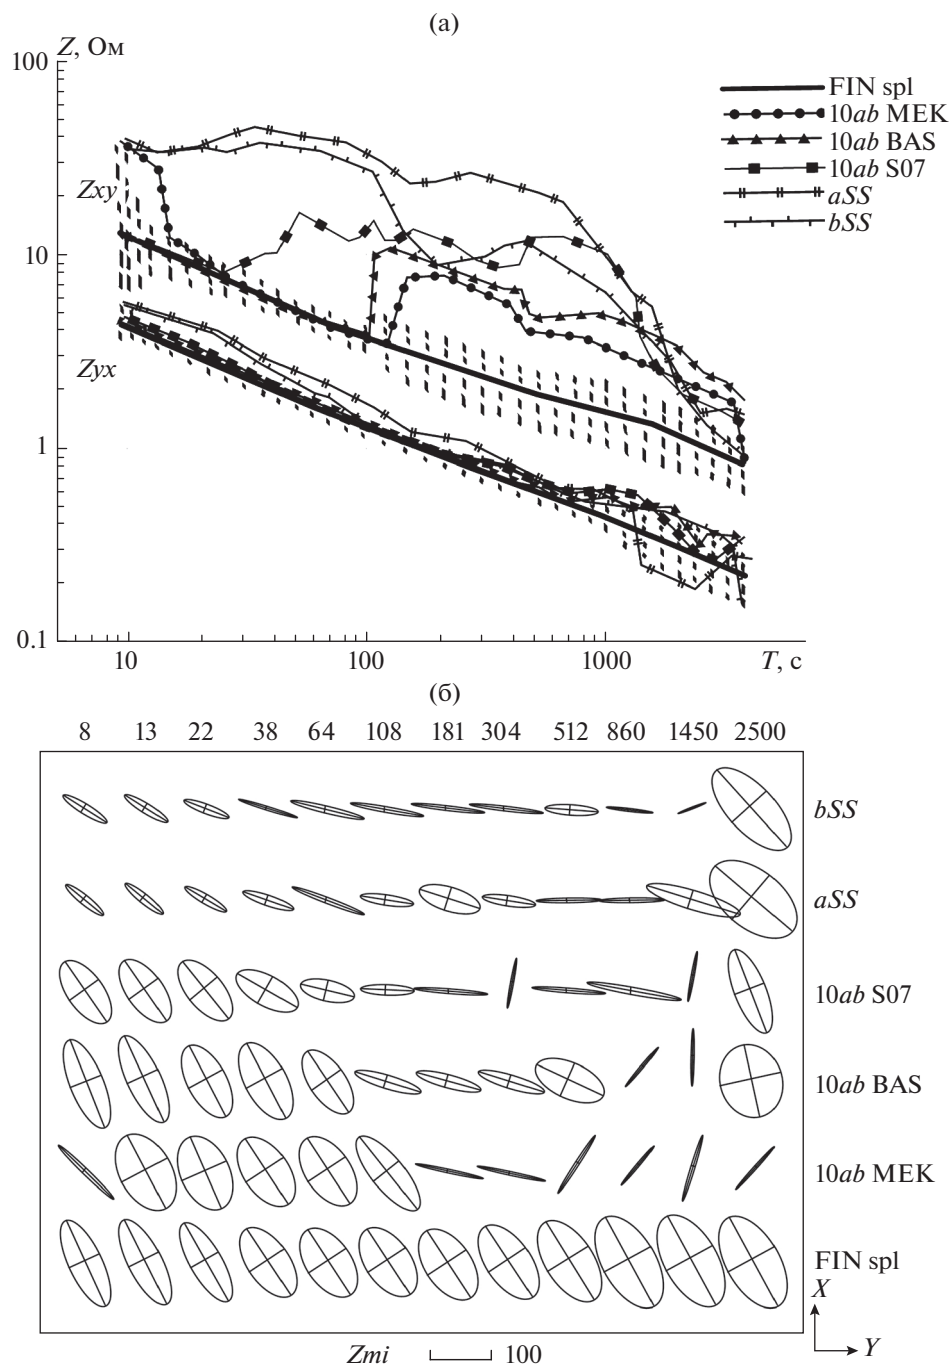 (а)
Z, Ом
100
10
1
0.1
Zxy
Zyx
FIN spl
10ab MEK
10ab BAS
10ab S07
aSS
bSS
10 100 1000 T, с
(б)
8 13 22 38 64 108 181 304 512 860 1450 2500
bSS
aSS
10ab S07
10ab BAS
10ab MEK
FIN spl
X
Y
Zmi 100